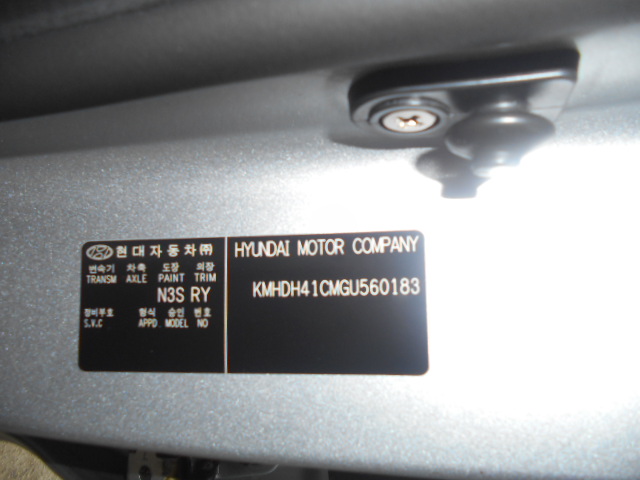 현대자동차㈜
변속기 차축 도장 의장
TRANSM AXLE PAINT TRIM
N3S RY
정비부호 형식 승인 번호
S.V.C APPD MODEL NO
HYUNDAI MOTOR COMPANY
KMHDH41CMGU560183